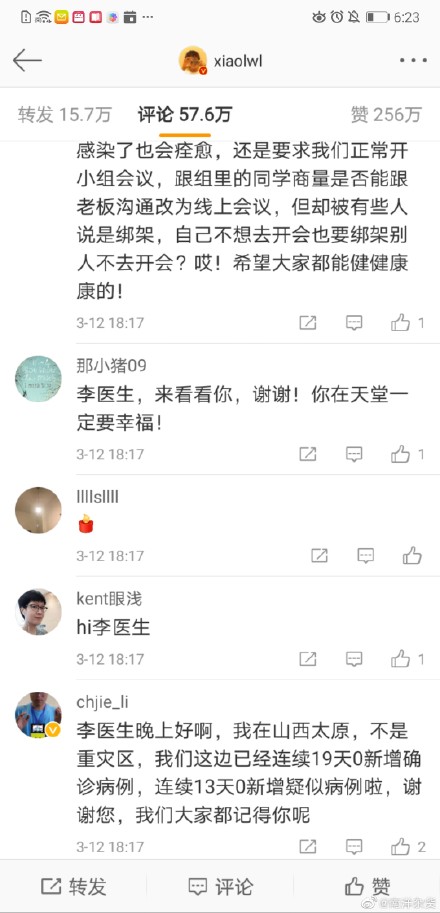 6:23
xiaolwl
转发 15.7万 评论 57.6万 赞 256万
感染了也会痊愈，还是要求我们正常开
小组会议，跟组里的同学商量是否能跟
老板沟通改为线上会议，但却被有些人
说是绑架，自己不想去开会也要绑架别
人不去开会？哎！希望大家都能健健康
康的！
3-12 18:17 1
那小猪09
李医生，来看看你，谢谢！你在天堂一
定要幸福！
3-12 18:17 1
llllsllll
3-12 18:17
kent眼浅
hi李医生
3-12 18:17 1
chjie_li
李医生晚上好啊，我在山西太原，不是
重灾区，我们这边已经连续19天0新增确
诊病例，连续13天0新增疑似病例啦，谢
谢您，我们大家都记得你呢
3-12 18:17 2
转发 评论 赞